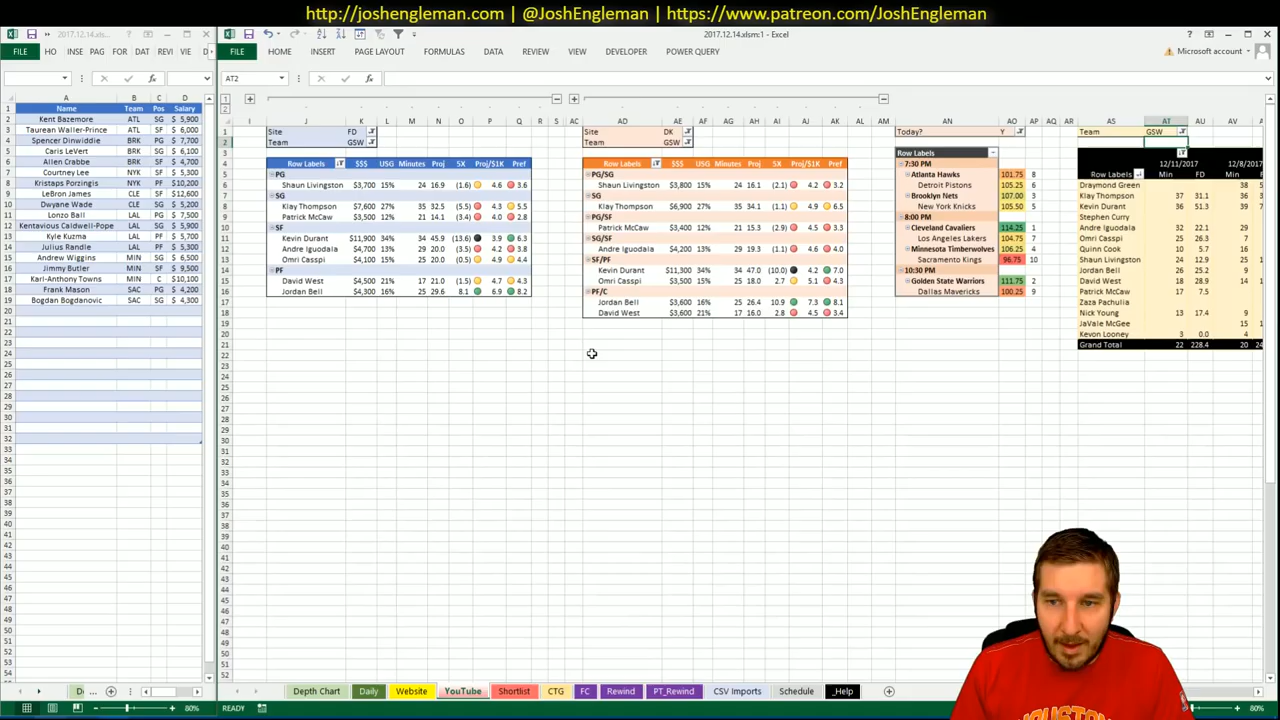 http://joshengleman.com | @JoshEngleman | https://www.patreon.com/JoshEngleman
2017.12.14.xlsm:1 - Excel
FILE HOME INSERT PAGE LAYOUT FORMULAS DATA REVIEW VIEW DEVELOPER POWER QUERY Microsoft account
AT2
Name Team Pos Salary
Kent Bazemore ATL SG $ 5,900
Taurean Waller-Prince ATL SF $ 6,000
Spencer Dinwiddie BRK PG $ 7,700
Caris LeVert BRK SG $ 6,100
Allen Crabbe BRK SF $ 5,000
Courtney Lee NYK SG $ 5,700
Kristaps Porzingis NYK PF $10,200
LeBron James CLE SF $12,600
Dwyane Wade CLE SG $ 5,000
Lonzo Ball LAL PG $ 7,000
Kentavious Caldwell-Pope LAL SG $ 5,500
Kyle Kuzma LAL PF $ 7,100
Julius Randle LAL PF $ 5,700
Andrew Wiggins MIN SG $ 6,000
Jimmy Butler MIN SF $ 9,500
Karl-Anthony Towns MIN C $10,100
Frank Mason SAC PG $ 4,200
Bogdan Bogdanovic SAC SG $ 4,300
Site FD
Team GSW
Row Labels $$$ USG Minutes Proj SX Proj/$1K Pref
PG
Shaun Livingston $3,700 15% 24 16.9 (1.6) 4.6 3.6
SG
Klay Thompson $7,600 27% 35 32.5 (5.5) 4.3 5.5
Patrick McCaw $3,500 12% 21 14.1 (3.4) 4.0 2.8
SF
Kevin Durant $11,900 34% 34 45.9 (13.6) 3.9 6.3
Andre Iguodala $4,700 13% 29 20.0 (3.5) 4.2 3.8
Omri Casspi $4,100 15% 25 20.0 (0.5) 4.9 4.4
PF
David West $4,500 21% 17 21.0 (1.5) 4.7 4.3
Jordan Bell $4,300 16% 25 29.6 8.1 6.9 8.2
Site DK
Team GSW
Row Labels $$$ USG Minutes Proj SX Proj/$1K Pref
PG/SG
Shaun Livingston $3,800 15% 24 16.1 (2.1) 4.2 3.2
SG
Klay Thompson $6,900 27% 35 34.1 (1.1) 4.9 6.5
PG/SF
Patrick McCaw $3,400 12% 21 15.3 (2.9) 4.5 3.3
SG/SF
Andre Iguodala $4,200 13% 29 19.3 (1.1) 4.6 4.0
SF/PF
Kevin Durant $11,300 34% 34 47.0 (10.0) 4.2 7.0
Omri Casspi $3,500 15% 25 18.0 2.7 5.1 4.3
PF/C
Jordan Bell $3,600 16% 25 26.4 10.9 7.3 8.1
David West $3,600 21% 17 16.0 2.8 4.5 3.4
Today? Y
Row Labels
7:30 PM
Atlanta Hawks 101.75 8
Detroit Pistons 105.25 6
Brooklyn Nets 107.00 3
New York Knicks 105.50 5
8:00 PM
Cleveland Cavaliers 114.25 1
Los Angeles Lakers 104.75 7
Minnesota Timberwolves 106.25 4
Sacramento Kings 96.75 10
10:30 PM
Golden State Warriors 111.75 2
Dallas Mavericks 100.25 9
Team GSW
12/11/2017 12/8/2017
Row Labels Min FD Min
Draymond Green 38
Klay Thompson 37 31.1 36
Kevin Durant 36 51.3 39
Stephen Curry
Andre Iguodala 33 22.1
Omri Casspi 25 26.3
Quinn Cook 10 5.7
Shaun Livingston 30 24.9
Jordan Bell 26 25.2
David West 18 28.9
Patrick McCaw 17 7.5
Zaza Pachulia
Nick Young 13 17.4
JaVale McGee 15
Kevon Looney 3 0.0 4
Grand Total 22 228.4 20
Depth Chart Daily Website YouTube Shortlist CTG FC Rewind PT_Rewind CSV Imports Schedule _Help
READY 80% 80%
HOUSTON